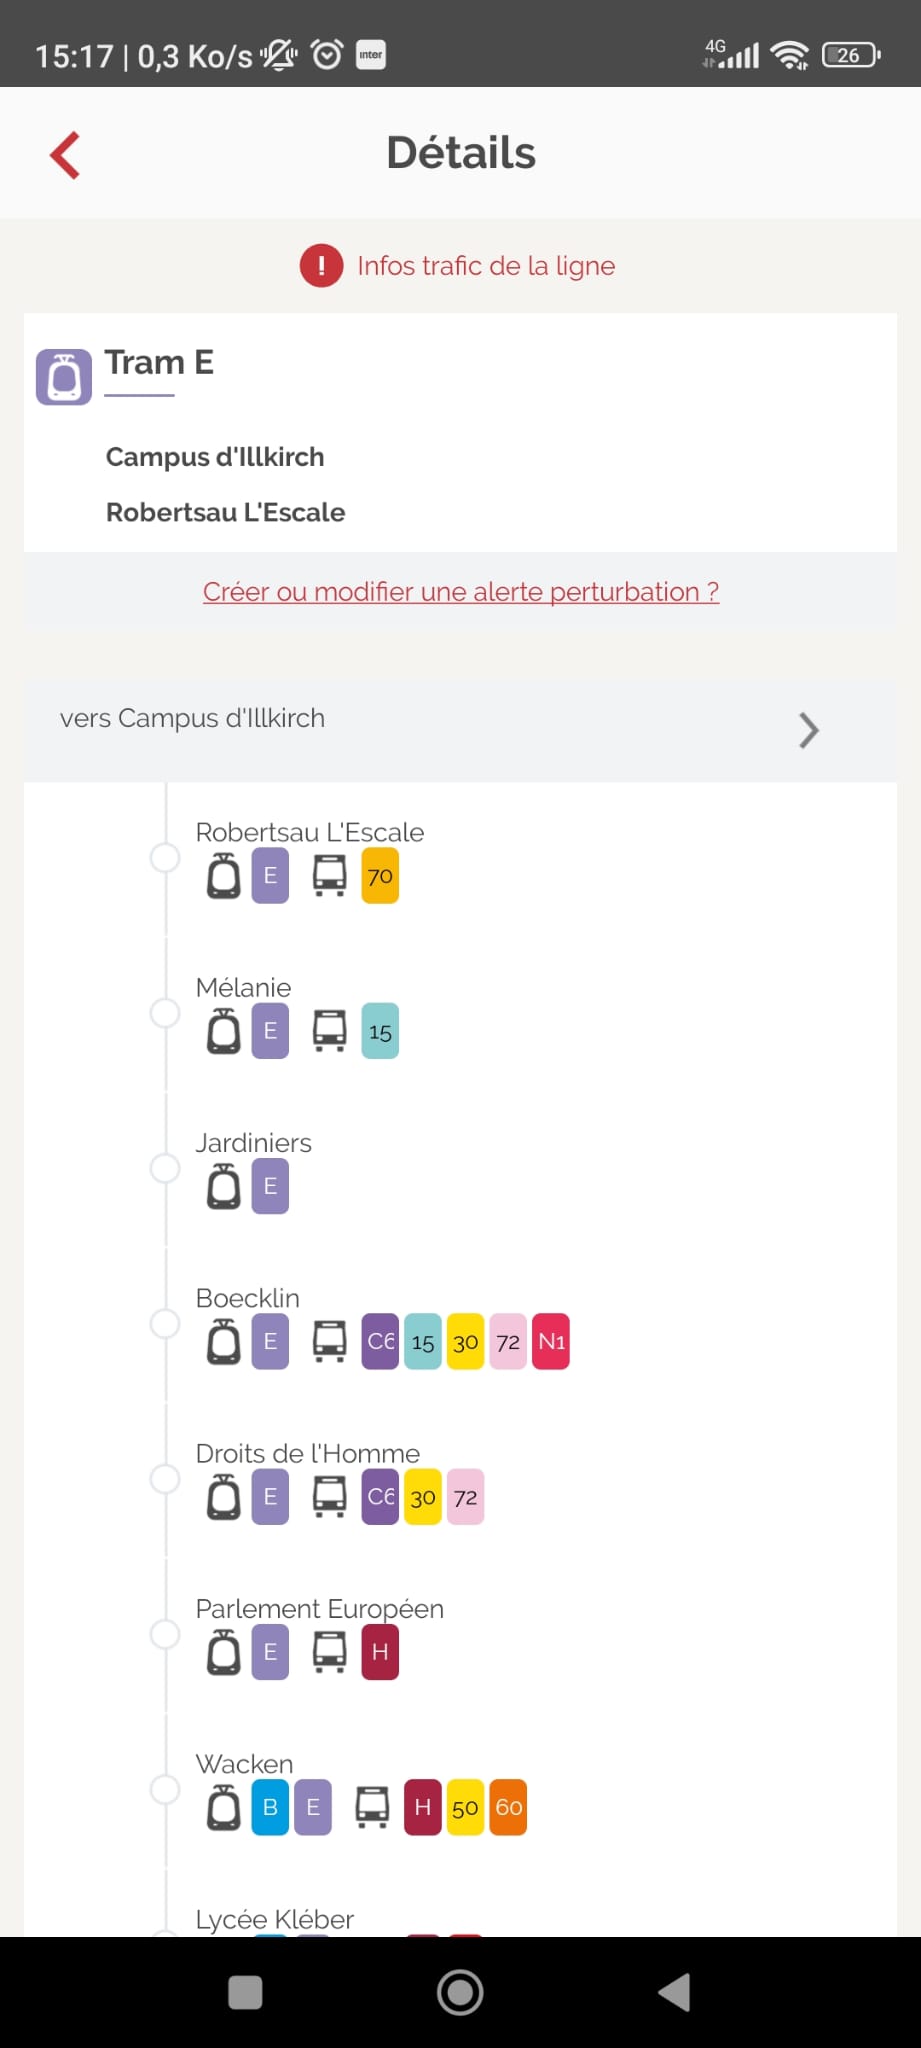 15:17 | 0,3 Ko/s inter 4G 26
Détails
! Infos trafic de la ligne
Tram E
Campus d'Illkirch
Robertsau L'Escale
Créer ou modifier une alerte perturbation ?
vers Campus d'Illkirch
Robertsau L'Escale
E 70
Mélanie
E 15
Jardiniers
E
Boecklin
E C6 15 30 72 N1
Droits de l'Homme
E C6 30 72
Parlement Européen
E H
Wacken
B E H 50 60
Lycée Kléber